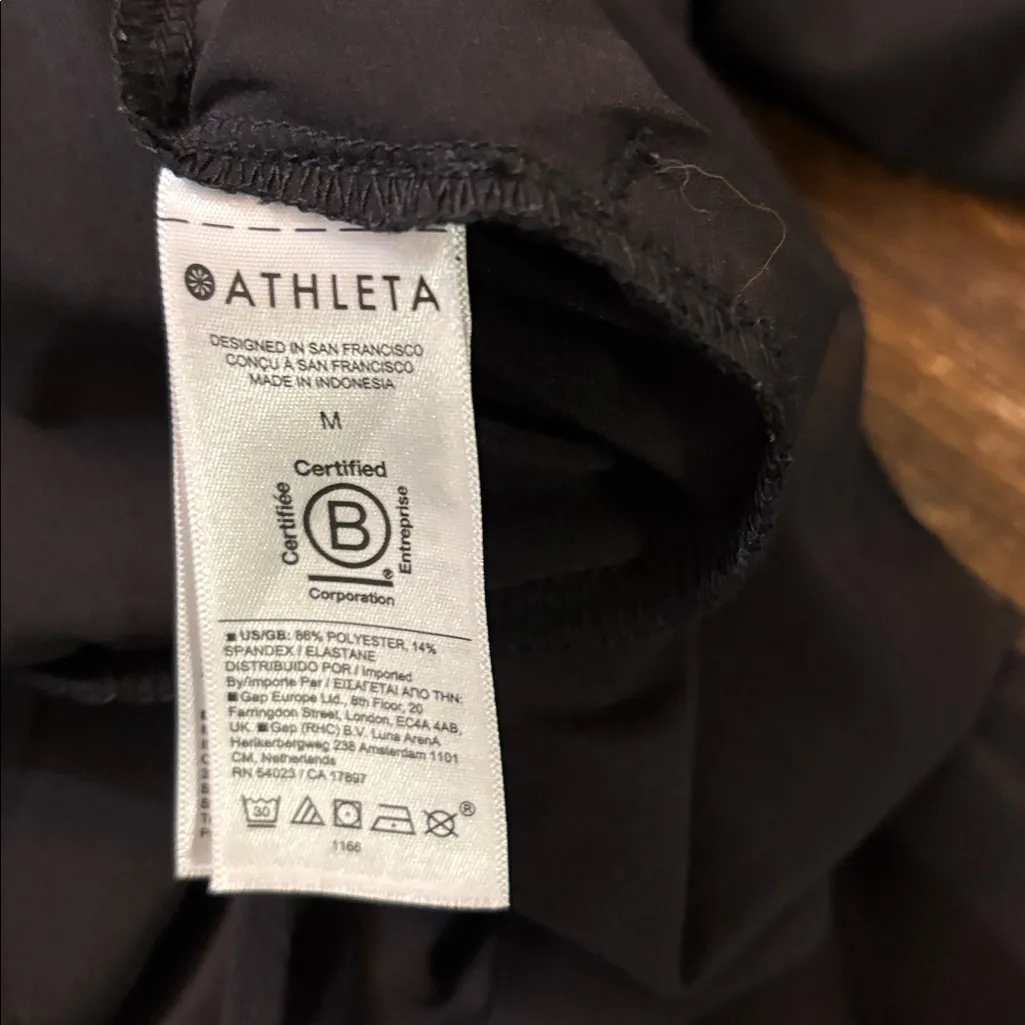 ATHLETA
DESIGNED IN SAN FRANCISCO
CONÇU À SAN FRANCISCO
MADE IN INDONESIA
M
Certified
Certifiée
B
Entreprise
®
Corporation
US/GB: 86% POLYESTER, 14%
SPANDEX / ELASTANE
DISTRIBUIDO POR / Imported
By/Importe Par / ΕΙΣΑΓΕΤΑΙ ΑΠΟ ΤΗΝ:
Gap Europe Ltd., 8th Floor, 20
Farringdon Street, London, EC4A 4AB,
UK. Gap (RHC) B.V. Luna ArenA
Herikerbergweg 238 Amsterdam 1101
CM, Netherlands
RN 54023 / CA 17897
30
®
1166